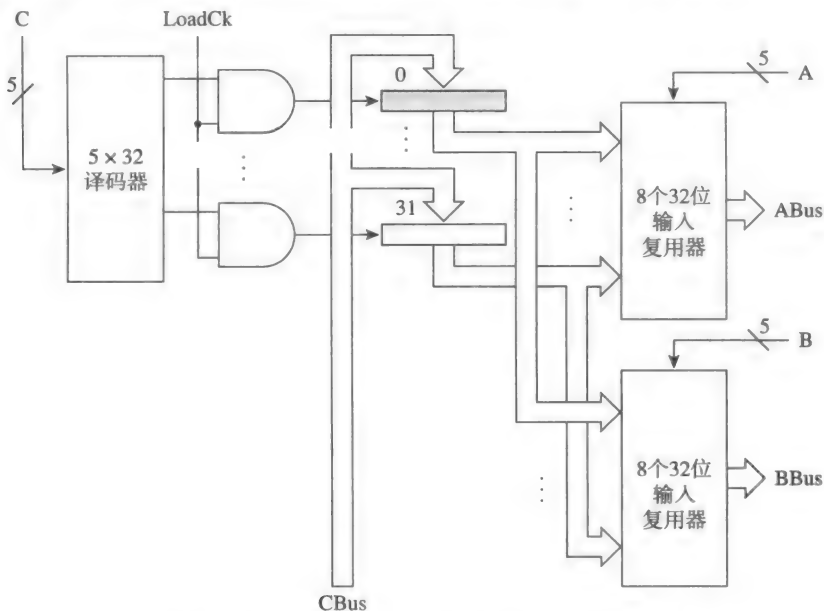 C
LoadCk
5
5 × 32
译码器
0
31
5
A
8个32位
输入
复用器
ABus
5
B
8个32位
输入
复用器
BBus
CBus